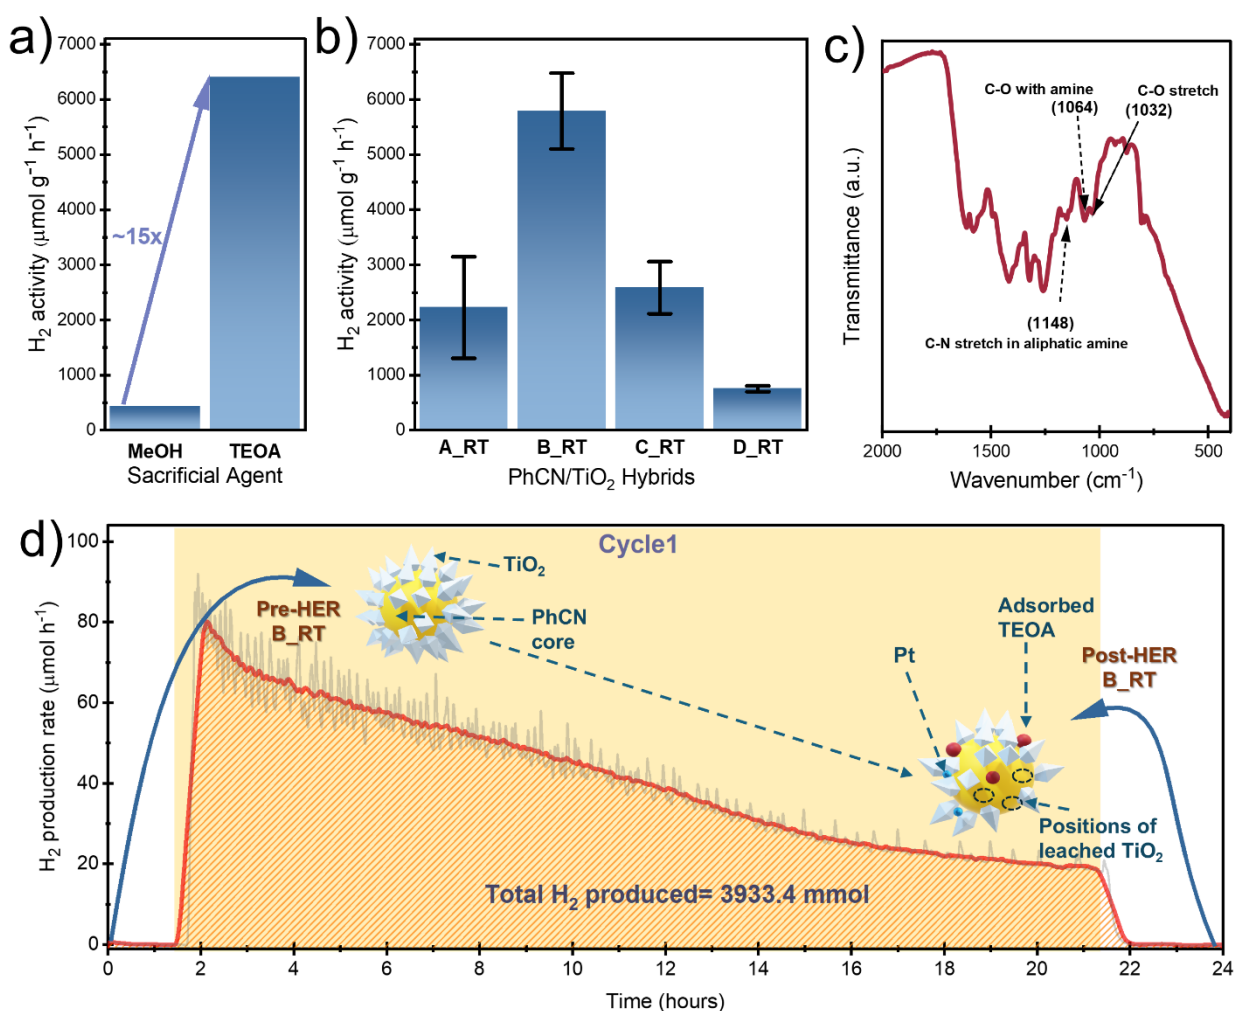 a)
7000
6000
5000
4000
3000
2000
1000
0
H₂ activity (μmol g⁻¹ h⁻¹)
~15x
MeOH TEOA
Sacrificial Agent
b)
7000
6000
5000
4000
3000
2000
1000
0
H₂ activity (μmol g⁻¹ h⁻¹)
A_RT B_RT C_RT D_RT
PhCN/TiO₂ Hybrids
c)
Transmittance (a.u.)
C-O with amine
(1064)
C-O stretch
(1032)
(1148)
C-N stretch in aliphatic amine
2000 1500 1000 500
Wavenumber (cm⁻¹)
d)
100
80
60
40
20
0
H₂ production rate (μmol h⁻¹)
Cycle1
Pre-HER
B_RT
TiO₂
PhCN
core
Adsorbed
TEOA
Pt
Post-HER
B_RT
Positions of
leached TiO₂
Total H₂ produced= 3933.4 mmol
0 2 4 6 8 10 12 14 16 18 20 22 24
Time (hours)